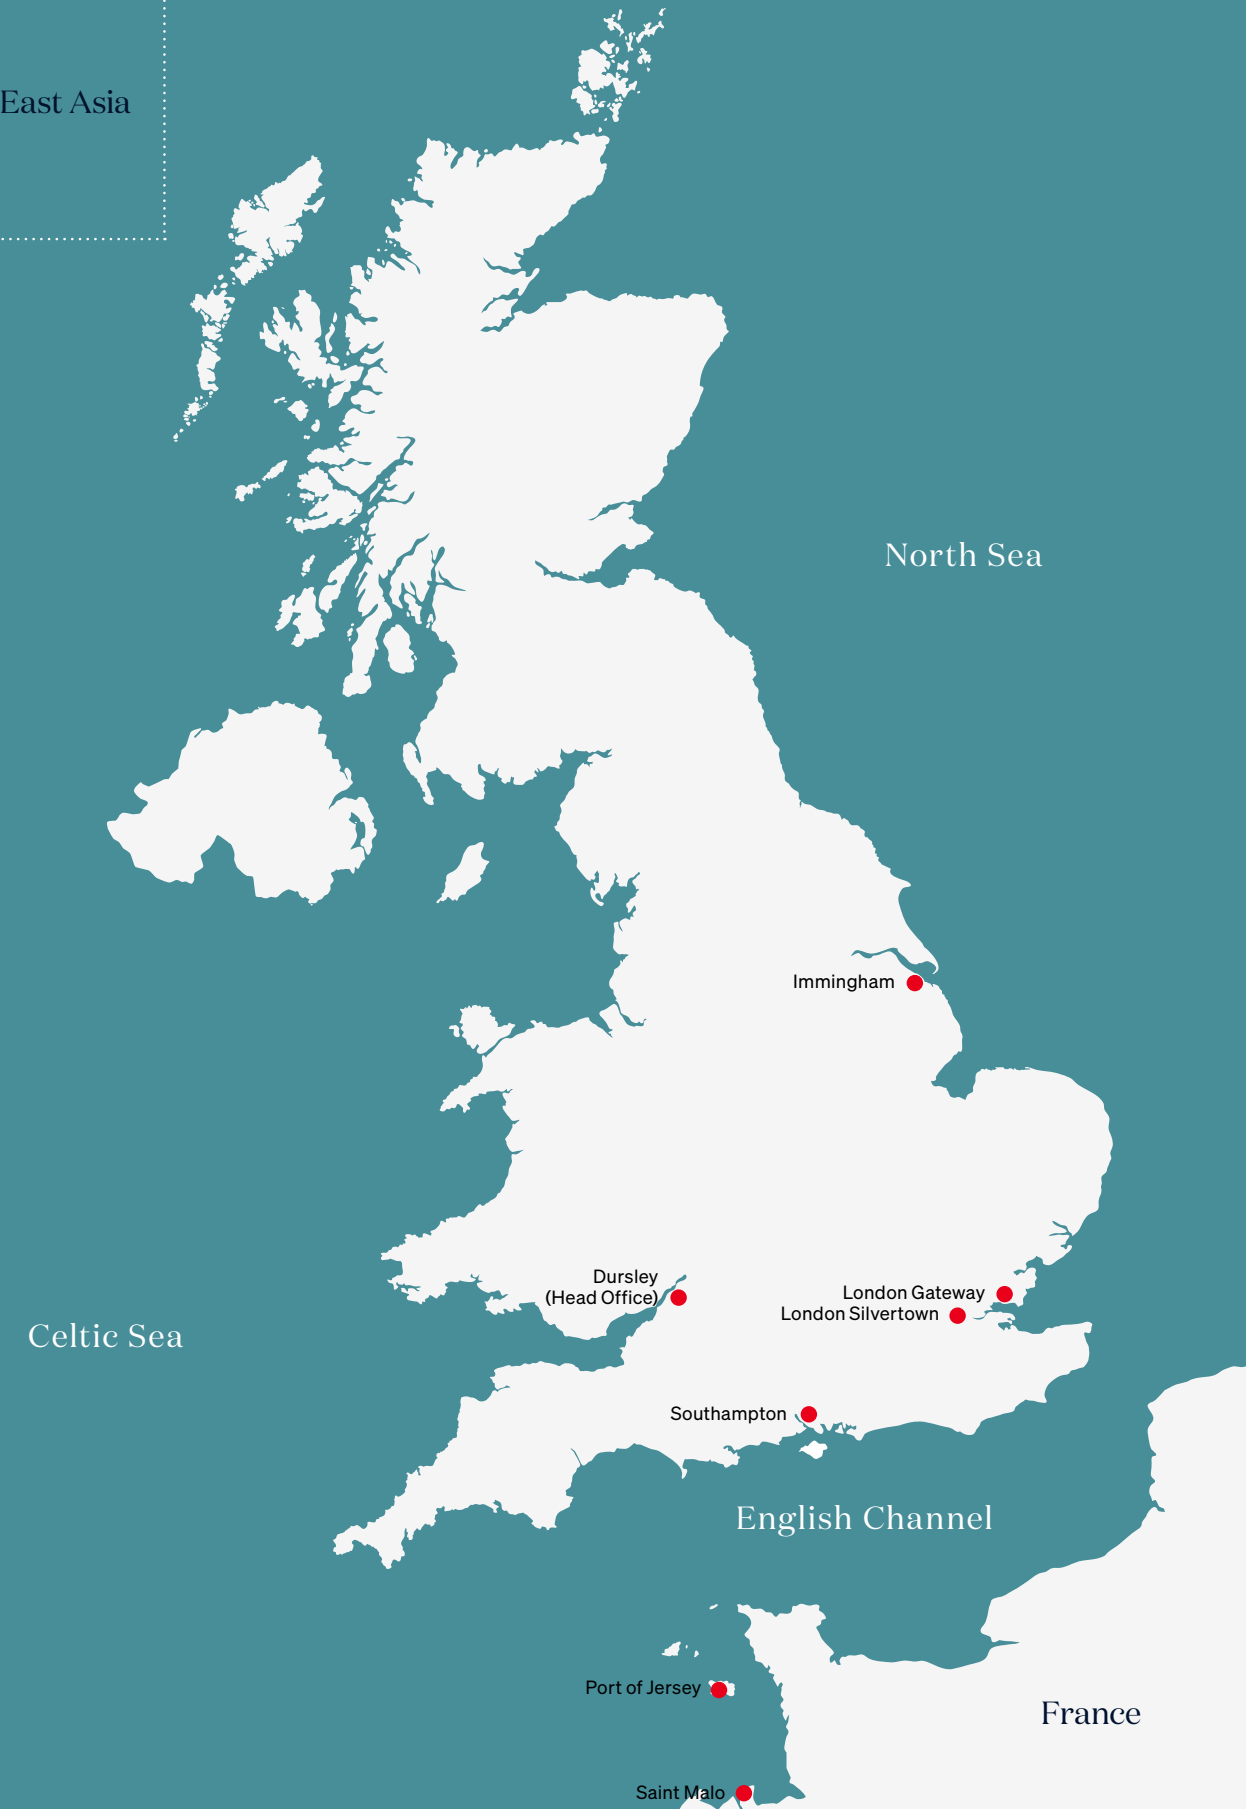 East Asia
North Sea
Immingham
Dursley
(Head Office)
London Gateway
London Silvertown
Celtic Sea
Southampton
English Channel
Port of Jersey
France
Saint Malo